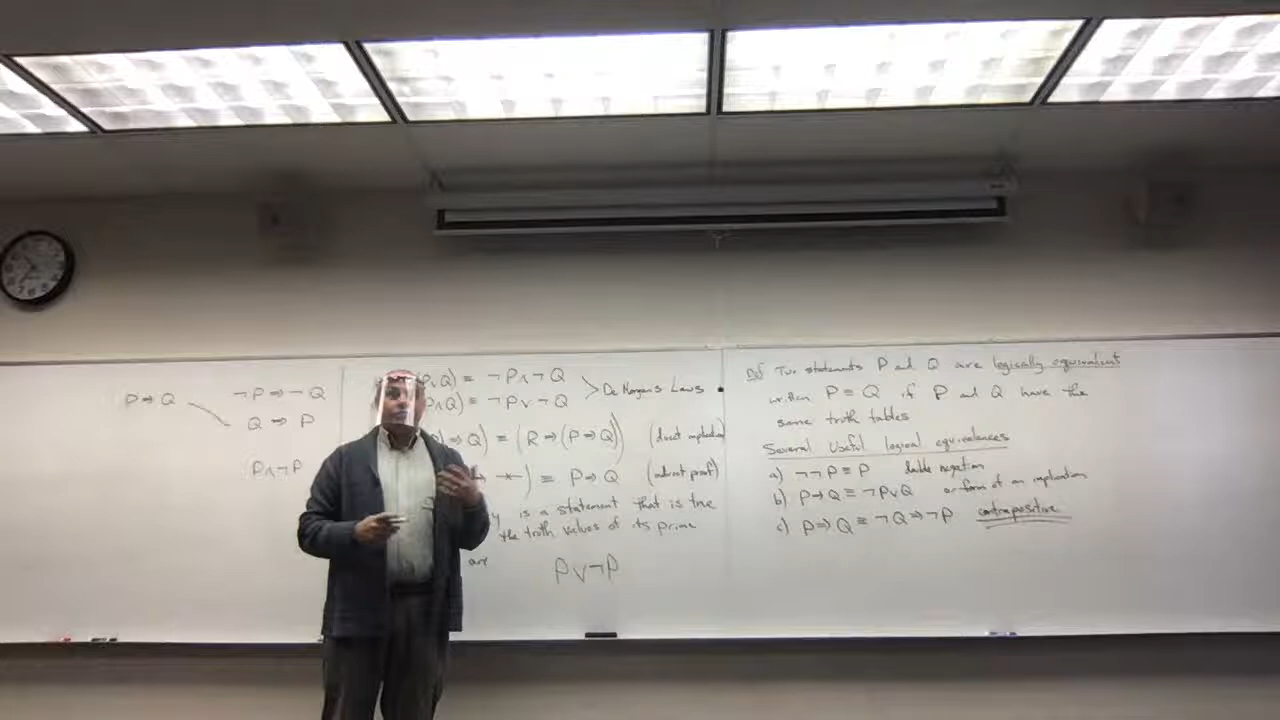 P ⇒ Q
¬P ⇒ ¬Q
Q ⇒ P
P∧¬P
(P∨Q) ≡ ¬P∧¬Q
∧Q) ≡ ¬P∨¬Q
> De Morgan's Laws
⇒ Q) ≡ (R ⇒ (P ⇒ Q))
) ≡ P ⇒ Q (indirect proof)
is a statement that is true
the truth values of its prime
are
P∨¬P
Def Two statements P and Q are logically equivalent
written P ≡ Q if P and Q have the
same truth tables
Several Useful logical equivalences
a) ¬¬P ≡ P double negation
b) P ⇒ Q ≡ ¬P∨Q or form of an implication
c) P ⇒ Q ≡ ¬Q ⇒ ¬P contrapositive